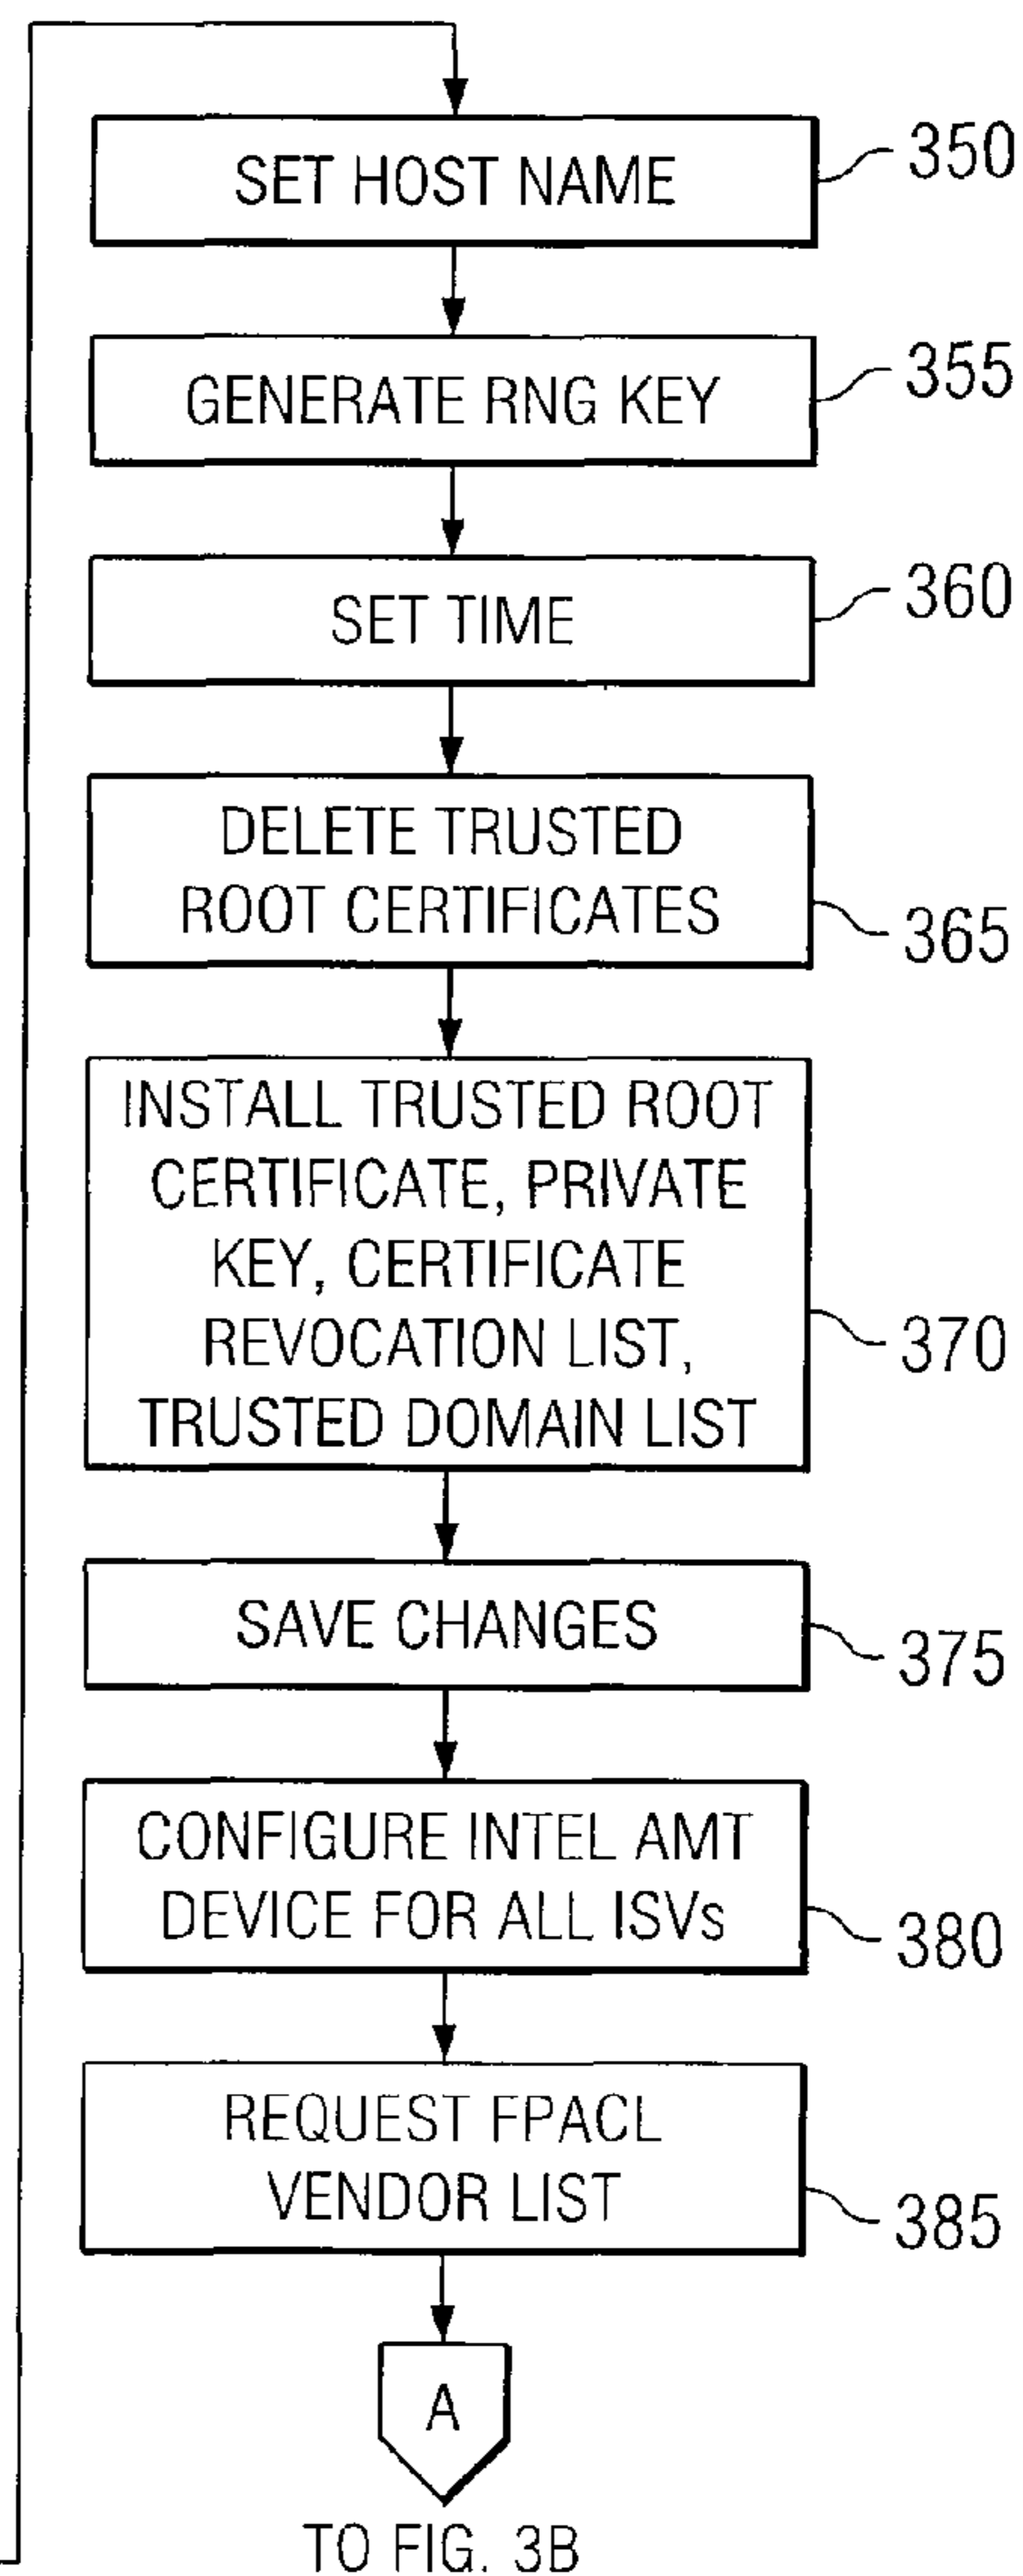 SET HOST NAME
350
GENERATE RNG KEY
355
SET TIME
360
DELETE TRUSTED
ROOT CERTIFICATES
365
INSTALL TRUSTED ROOT
CERTIFICATE, PRIVATE
KEY, CERTIFICATE
REVOCATION LIST,
TRUSTED DOMAIN LIST
370
SAVE CHANGES
375
CONFIGURE INTEL AMT
DEVICE FOR ALL ISVs
380
REQUEST FPACL
VENDOR LIST
385
A
TO FIG. 3B